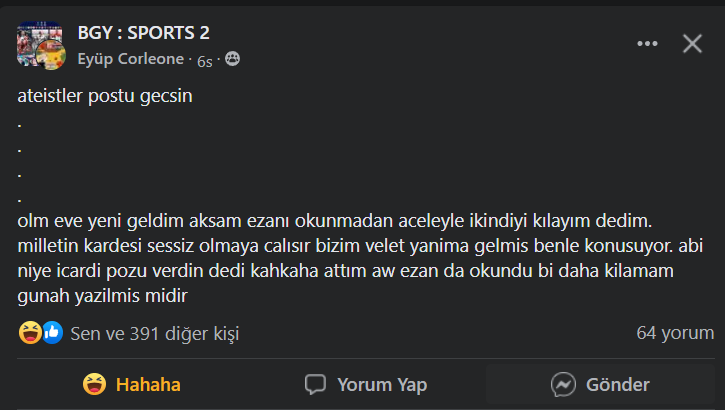 BGY : SPORTS 2
Eyüp Corleone · 6s ·
ateistler postu gecsin
.
.
.
.
olm eve yeni geldim aksam ezanı okunmadan aceleyle ikindiyi kılayım dedim.
milletin kardesi sessiz olmaya calısır bizim velet yanima gelmis benle konusuyor. abi
niye icardi pozu verdin dedi kahkaha attım aw ezan da okundu bi daha kilamam
gunah yazilmis midir
Sen ve 391 diğer kişi 64 yorum
Hahaha Yorum Yap Gönder